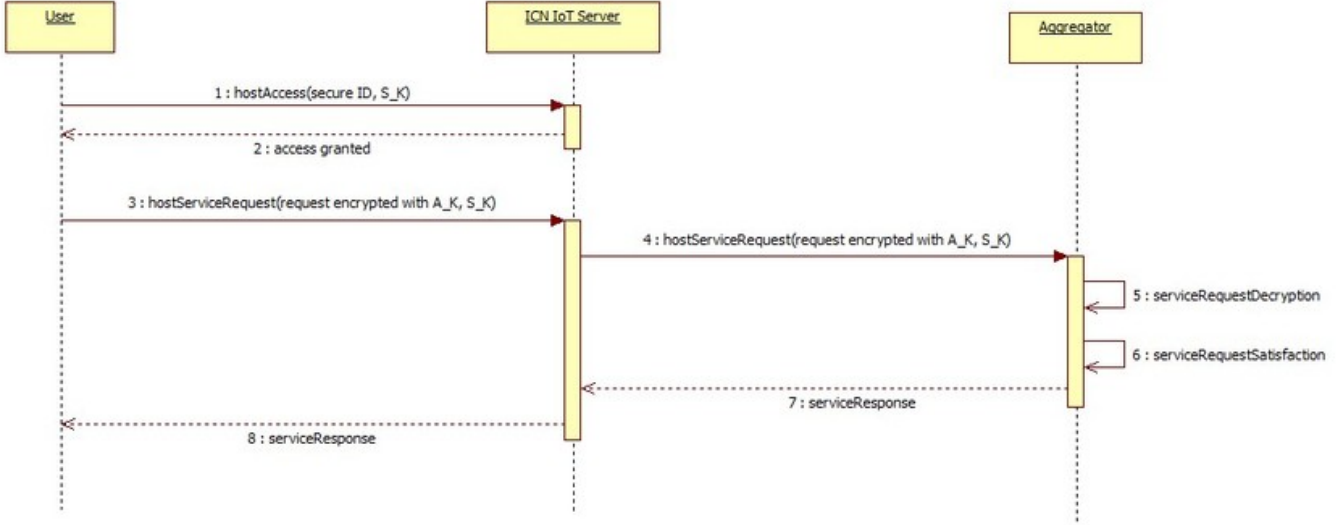 User
ICN IoT Server
Aggregator
1 : hostAccess(secure ID, S_K)
2 : access granted
3 : hostServiceRequest(request encrypted with A_K, S_K)
4 : hostServiceRequest(request encrypted with A_K, S_K)
5 : serviceRequestDecryption
6 : serviceRequestSatisfaction
7 : serviceResponse
8 : serviceResponse